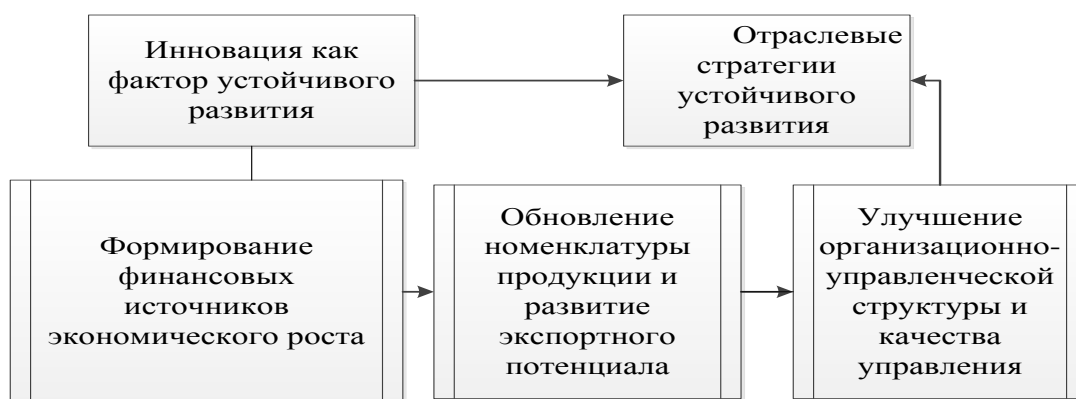 Инновация как
фактор устойчивого
развития
Отраслевые
стратегии
устойчивого
развития
Формирование
финансовых
источников
экономического роста
Обновление
номенклатуры
продукции и
развитие
экспортного
потенциала
Улучшение
организационно-
управленческой
структуры и
качества
управления